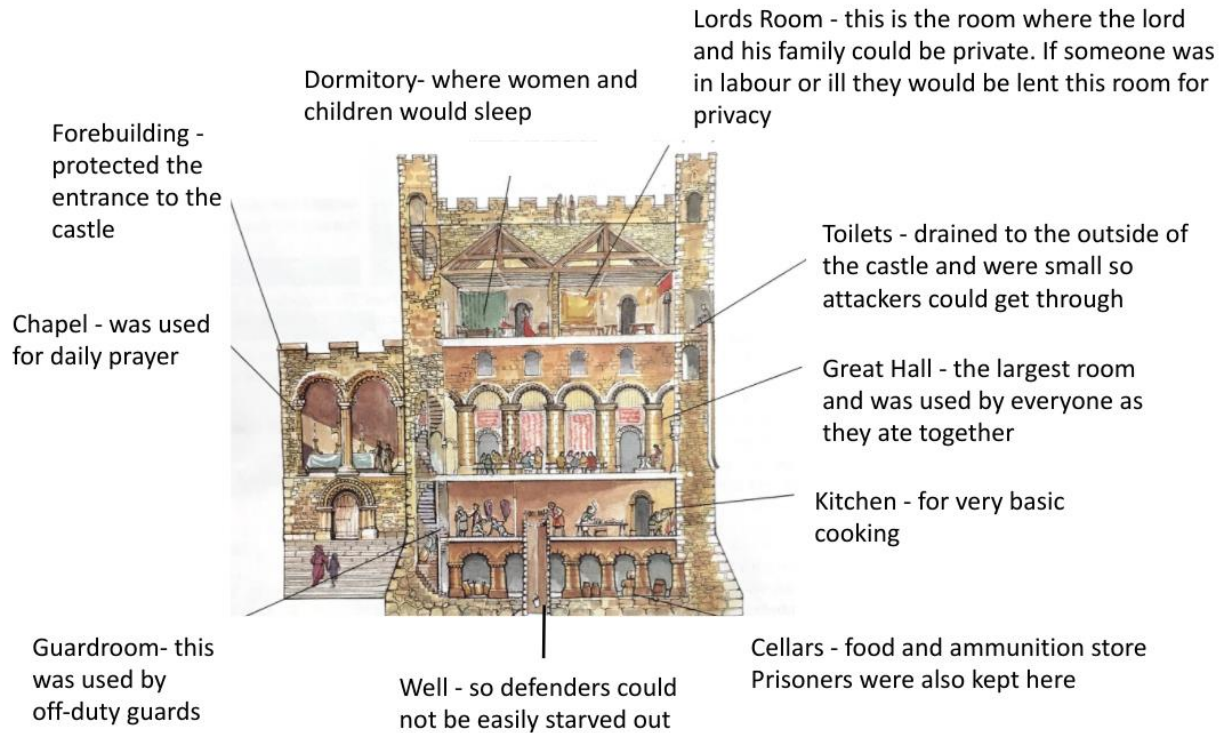 Lords Room - this is the room where the lord
and his family could be private. If someone was
in labour or ill they would be lent this room for
privacy
Dormitory- where women and
children would sleep
Forebuilding -
protected the
entrance to the
castle
Toilets - drained to the outside of
the castle and were small so
attackers could get through
Chapel - was used
for daily prayer
Great Hall - the largest room
and was used by everyone as
they ate together
Kitchen - for very basic
cooking
Guardroom- this
was used by
off-duty guards
Well - so defenders could
not be easily starved out
Cellars - food and ammunition store
Prisoners were also kept here